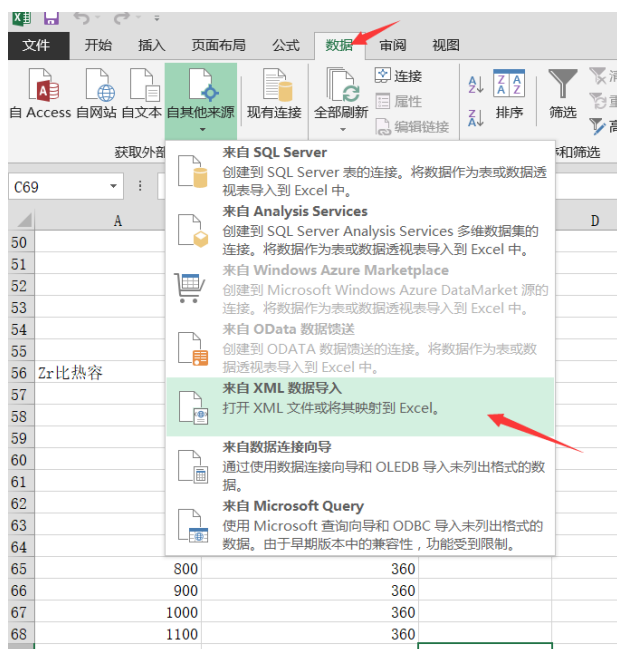 文件 开始 插入 页面布局 公式 数据 审阅 视图
连接
属性
编辑链接
自 Access 自网站 自文本 自其他来源 现有连接 全部刷新 排序 筛选
获取外部
和筛选
C69
A D
来自 SQL Server
创建到 SQL Server 表的连接。将数据作为表或数据透
视表导入到 Excel 中。
来自 Analysis Services
创建到 SQL Server Analysis Services 多维数据集的
连接。将数据作为表或数据透视表导入到 Excel 中。
来自 Windows Azure Marketplace
创建到 Microsoft Windows Azure DataMarket 源的
连接。将数据作为表或数据透视表导入到 Excel 中。
来自 OData 数据馈送
创建到 ODATA 数据馈送的连接。将数据作为表或数
据透视表导入到 Excel 中。
来自 XML 数据导入
打开 XML 文件或将其映射到 Excel。
来自数据连接向导
通过使用数据连接向导和 OLEDB 导入未列出格式的数
据。
来自 Microsoft Query
使用 Microsoft 查询向导和 ODBC 导入未列出格式的
数据。由于早期版本中的兼容性，功能受到限制。
50
51
52
53
54
55
56 Zr比热容
57
58
59
60
61
62
63
64
65 800 360
66 900 360
67 1000 360
68 1100 360